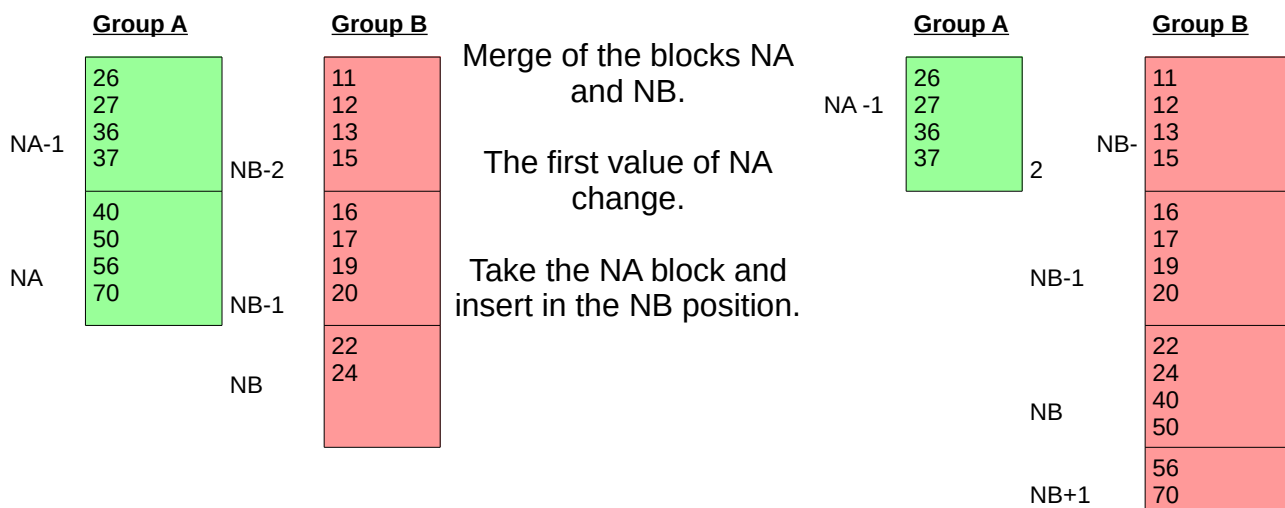 Group A
Group B
Merge of the blocks NA
and NB.
The first value of NA
change.
Take the NA block and
insert in the NB position.
Group A
Group B
NA-1
26
27
36
37
NA
40
50
56
70
NB-2
11
12
13
15
NB-1
16
17
19
20
NB
22
24
NA -1
26
27
36
37
2
NB-
11
12
13
15
NB-1
16
17
19
20
NB
22
24
40
50
NB+1
56
70